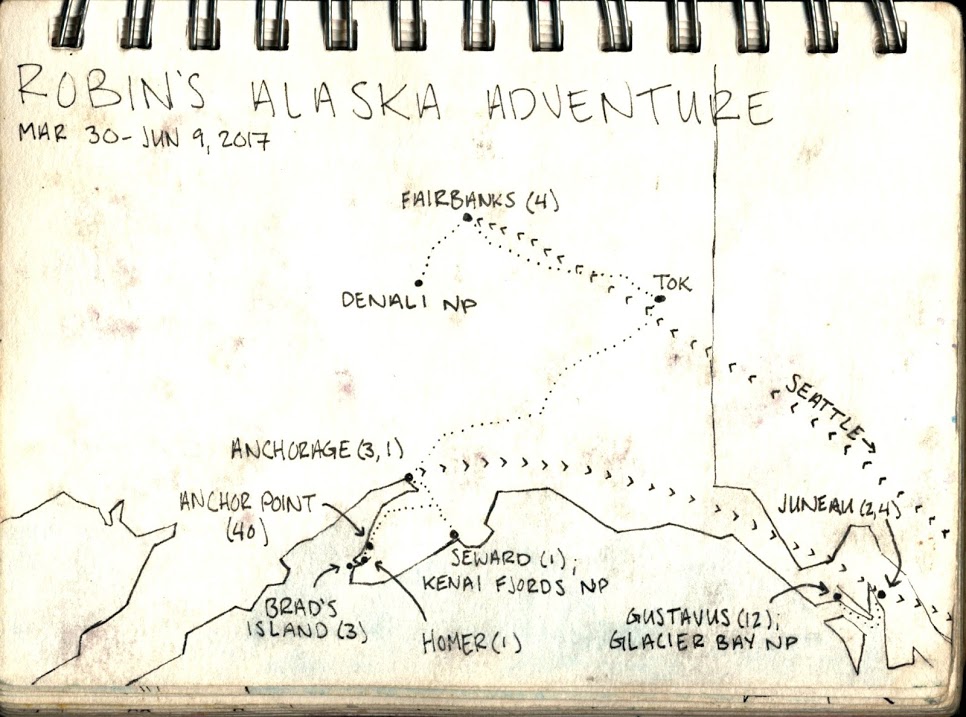 ROBIN'S ALASKA ADVENTURE
MAR 30-JUN 9, 2017
FAIRBANKS (4)
DENALI NP
TOK
SEATTLE→
ANCHORAGE (3,1)
ANCHOR POINT
(40)
JUNEAU (2,4)
SEWARD (1);
KENAI FJORDS NP
BRAD'S
ISLAND (3)
HOMER (1)
GUSTAVUS (12);
GLACIER BAY NP